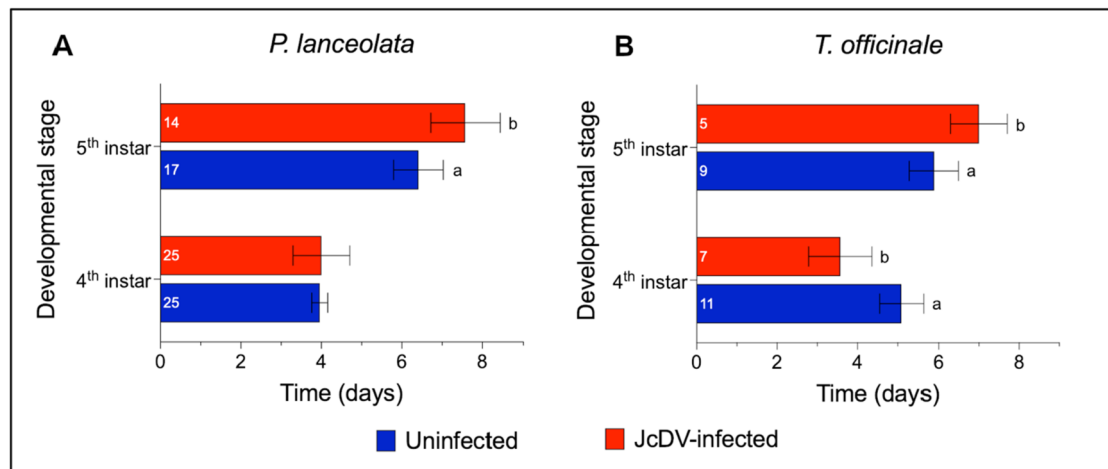 A
P. lanceolata
Developmental stage
5th instar
14
b
17
a
4th instar
25
25
0 2 4 6 8
Time (days)
B
T. officinale
Developmental stage
5th instar
5
b
9
a
4th instar
7
b
11
a
0 2 4 6 8
Time (days)
Uninfected
JcDV-infected